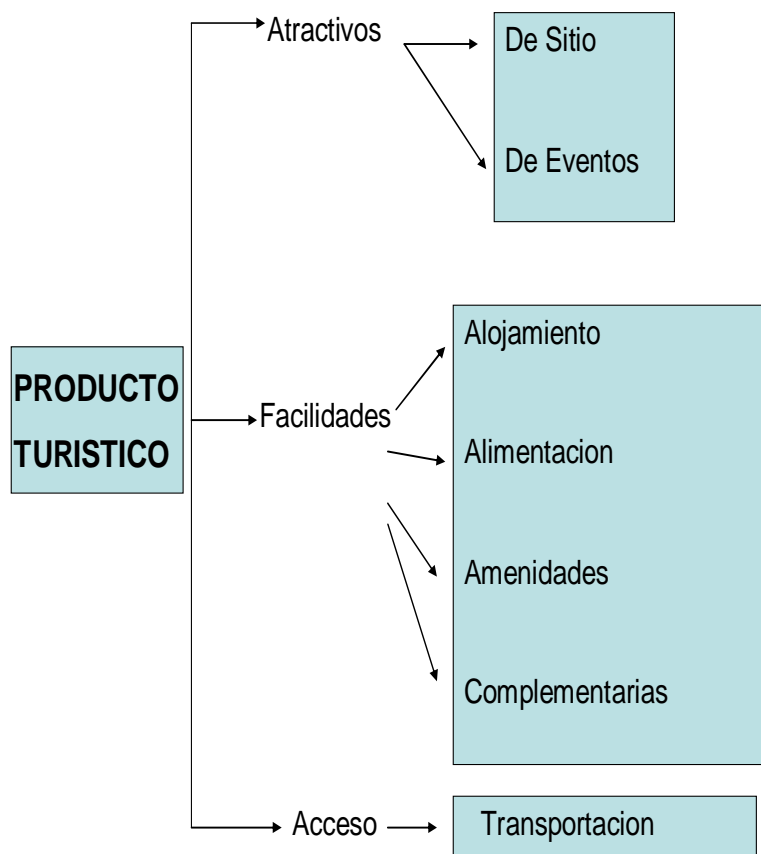 Atractivos
De Sitio
De Eventos
PRODUCTO
TURISTICO
Facilidades
Alojamiento
Alimentacion
Amenidades
Complementarias
Acceso
Transportacion